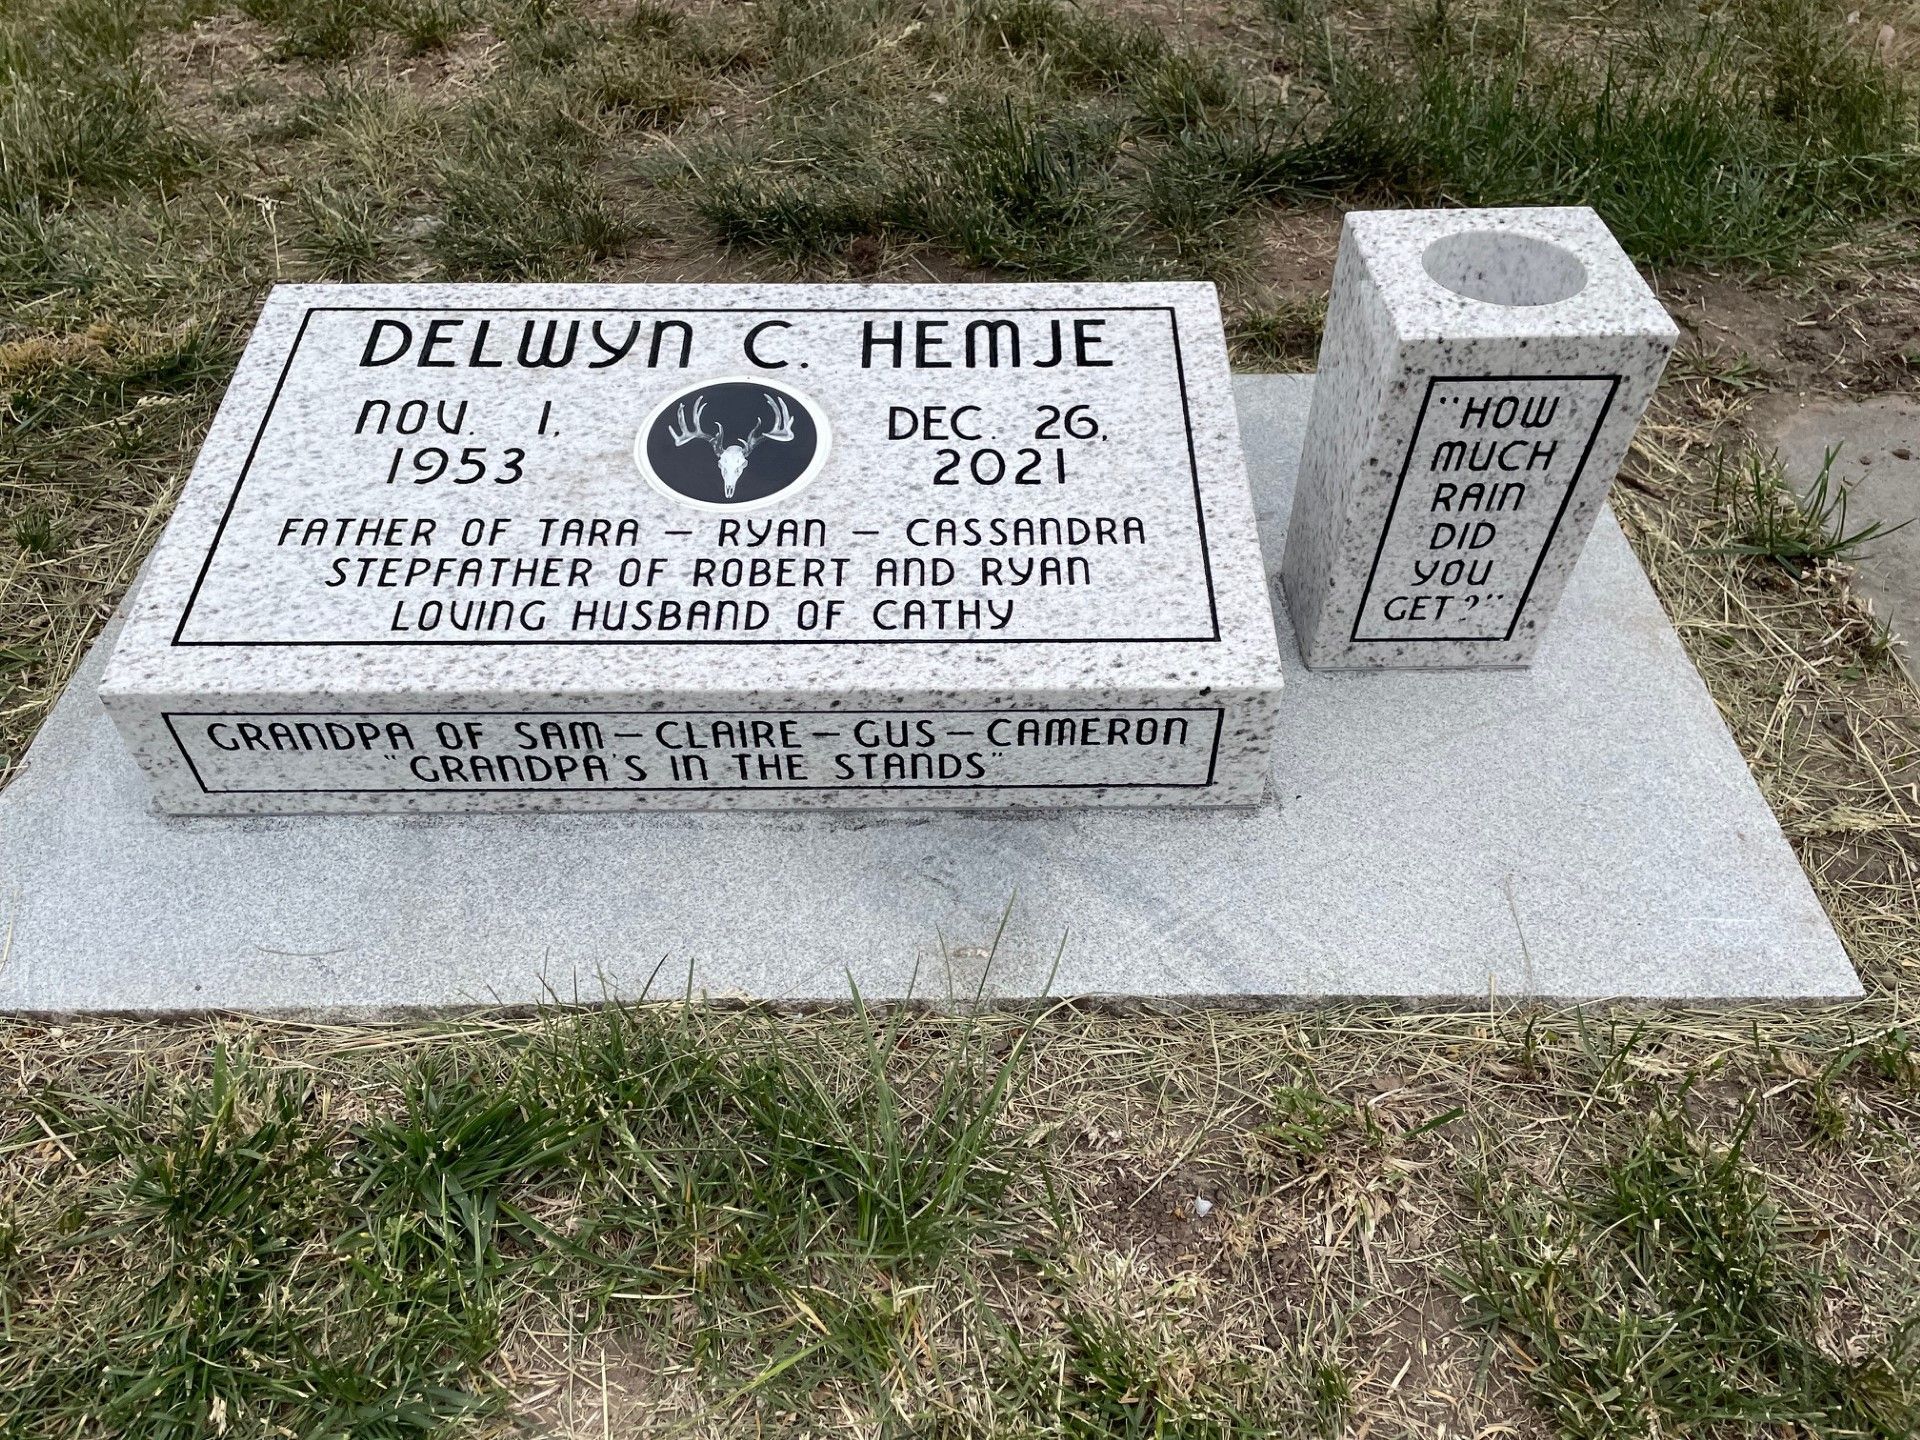 DELWYN C. HEMJE
NOV. 1, 1953
DEC. 26, 2021
FATHER OF TARA – RYAN – CASSANDRA
STEPFATHER OF ROBERT AND RYAN
LOVING HUSBAND OF CATHY
GRANDPA OF SAM – CLAIRE – GUS – CAMERON
"GRANDPA'S IN THE STANDS"
"HOW
MUCH
RAIN
DID
YOU
GET?"